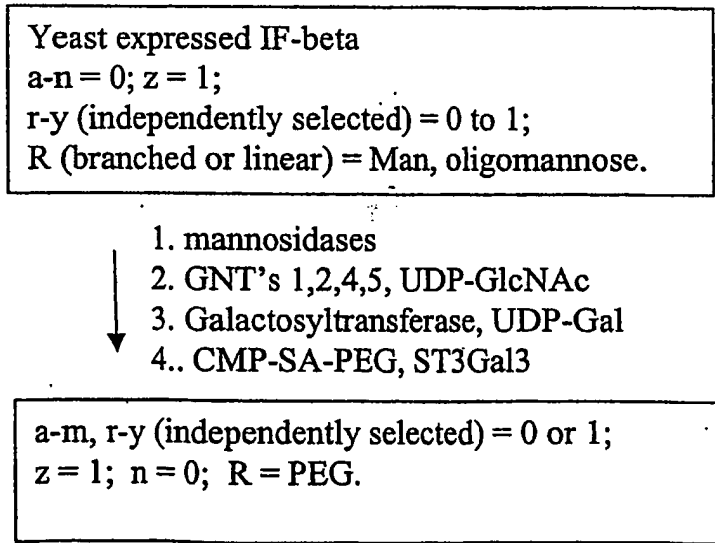 Yeast expressed IF-beta
a-n = 0; z = 1;
r-y (independently selected) = 0 to 1;
R (branched or linear) = Man, oligomannose.
1. mannosidases
2. GNT's 1,2,4,5, UDP-GlcNAc
3. Galactosyltransferase, UDP-Gal
4.. CMP-SA-PEG, ST3Gal3
a-m, r-y (independently selected) = 0 or 1;
z = 1; n = 0; R = PEG.